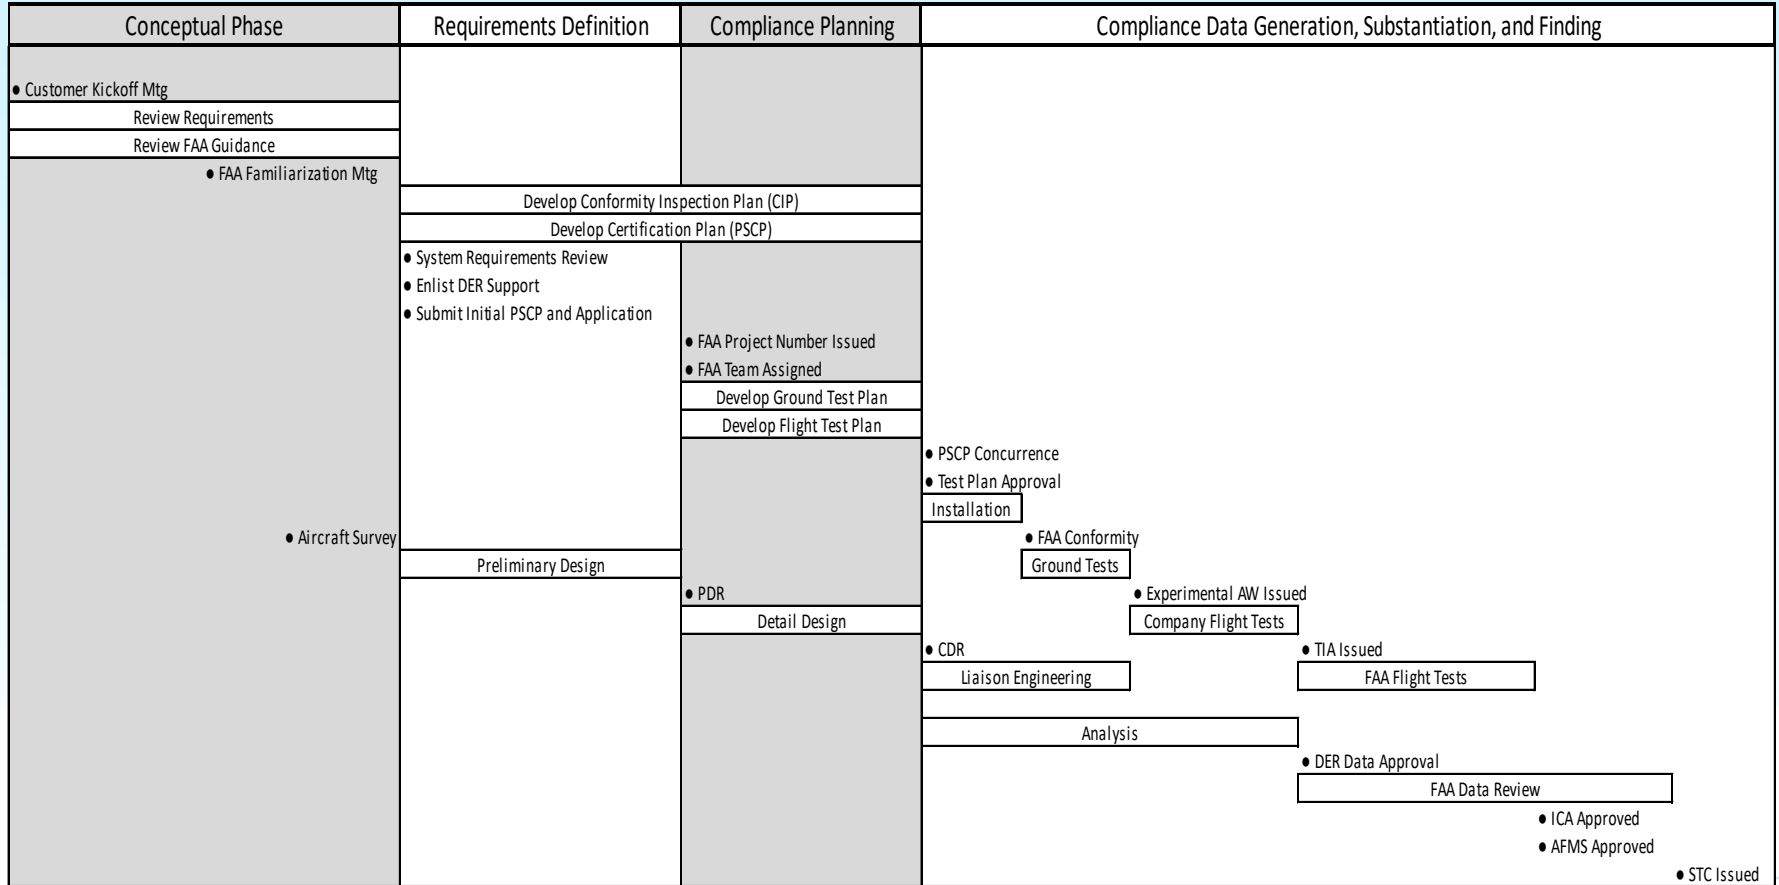 Conceptual Phase
Requirements Definition
Compliance Planning
Compliance Data Generation, Substantiation, and Finding
● Customer Kickoff Mtg
Review Requirements
Review FAA Guidance
● FAA Familiarization Mtg
Develop Conformity Inspection Plan (CIP)
Develop Certification Plan (PSCP)
● System Requirements Review
● Enlist DER Support
● Submit Initial PSCP and Application
● FAA Project Number Issued
● FAA Team Assigned
Develop Ground Test Plan
Develop Flight Test Plan
● PSCP Concurrence
● Test Plan Approval
Installation
● Aircraft Survey
● FAA Conformity
Preliminary Design
Ground Tests
● PDR
● Experimental AW Issued
Detail Design
Company Flight Tests
● CDR
● TIA Issued
Liaison Engineering
FAA Flight Tests
Analysis
● DER Data Approval
FAA Data Review
● ICA Approved
● AFMS Approved
● STC Issued